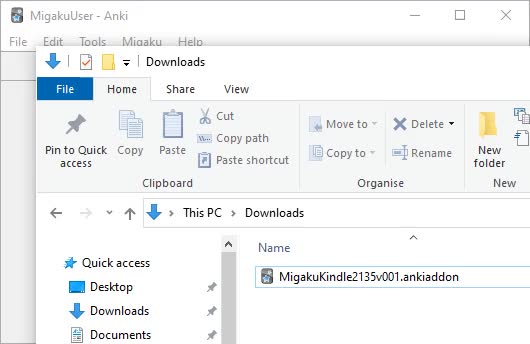 MigakuUser - Anki
File Edit Tools Migaku Help
Downloads
File Home Share View
Pin to Quick access
Copy
Paste
Cut
Copy path
Paste shortcut
Move to
Copy to
Delete
Rename
New folder
Clipboard Organise New
This PC > Downloads
Name
Quick access
MigakuKindle2135v001.ankiaddon
Desktop
Downloads
Documents